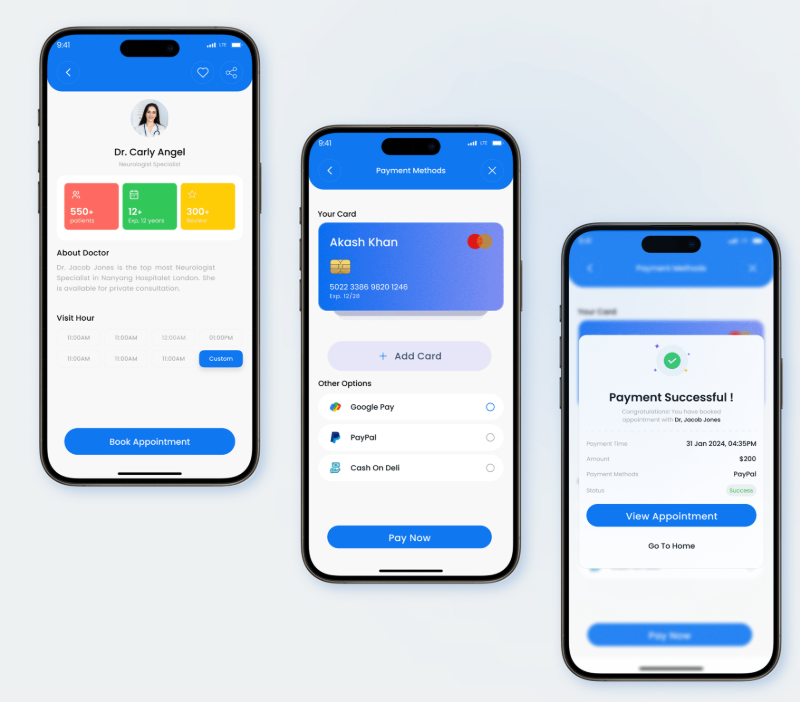 9:41
LTE
Dr. Carly Angel
Neurologist Specialist
550+
patients
12+
Exp, 12 years
300+
About Doctor
Dr. Jacob Jones is the top most Neurologist
Specialist in Nanyang Hospitalet London. She
is available for private consultation.
Visit Hour
11:00AM
11:00AM
12:00AM
01:00PM
11:00AM
11:00AM
11:00AM
Custom
Book Appointment
9:41
LTE
Payment Methods
Your Card
Akash Khan
5022 3386 9820 1246
Exp. 12/28
+ Add Card
Other Options
Google Pay
PayPal
Cash On Deli
Pay Now
Payment Methods
Your Card
Payment Successful !
Congratulations! You have booked
appointment with Dr, Jacob Jones
Payment Time 31 Jan 2024, 04:35PM
Amount $200
Payment Methods PayPal
Status Success
View Appointment
Go To Home
Pay Now